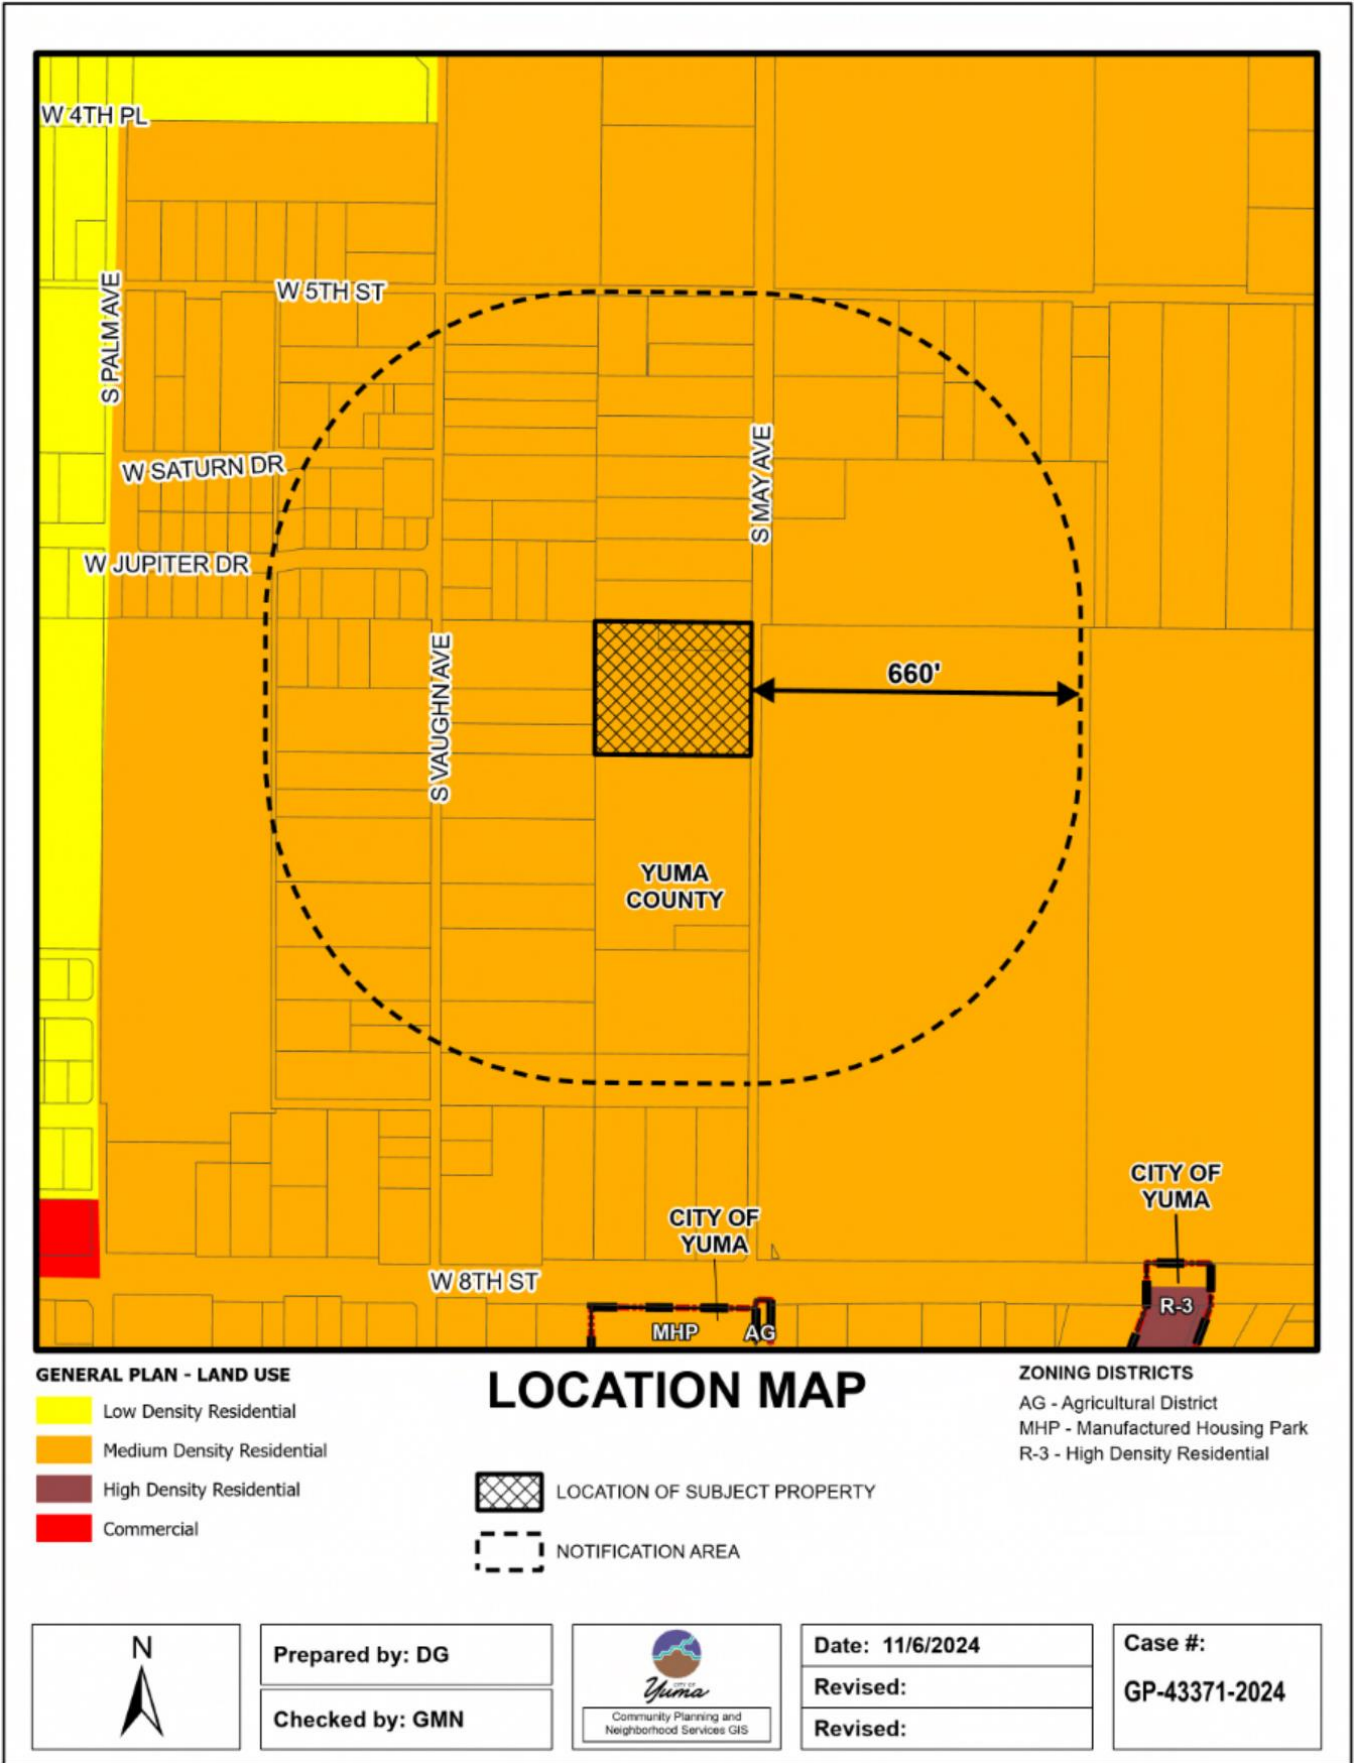 W 4TH PL
W 5TH ST
S PALM AVE
W SATURN DR
S MAY AVE
W JUPITER DR
S VAUGHN AVE
660'
YUMA
COUNTY
CITY OF
YUMA
CITY OF
YUMA
W 8TH ST
R-3
MHP
AG
GENERAL PLAN - LAND USE
Low Density Residential
Medium Density Residential
High Density Residential
Commercial
LOCATION MAP
LOCATION OF SUBJECT PROPERTY
NOTIFICATION AREA
ZONING DISTRICTS
AG - Agricultural District
MHP - Manufactured Housing Park
R-3 - High Density Residential
N
Prepared by: DG
Checked by: GMN
CITY OF
Yuma
Community Planning and
Neighborhood Services GIS
Date: 11/6/2024
Revised:
Revised:
Case #:
GP-43371-2024